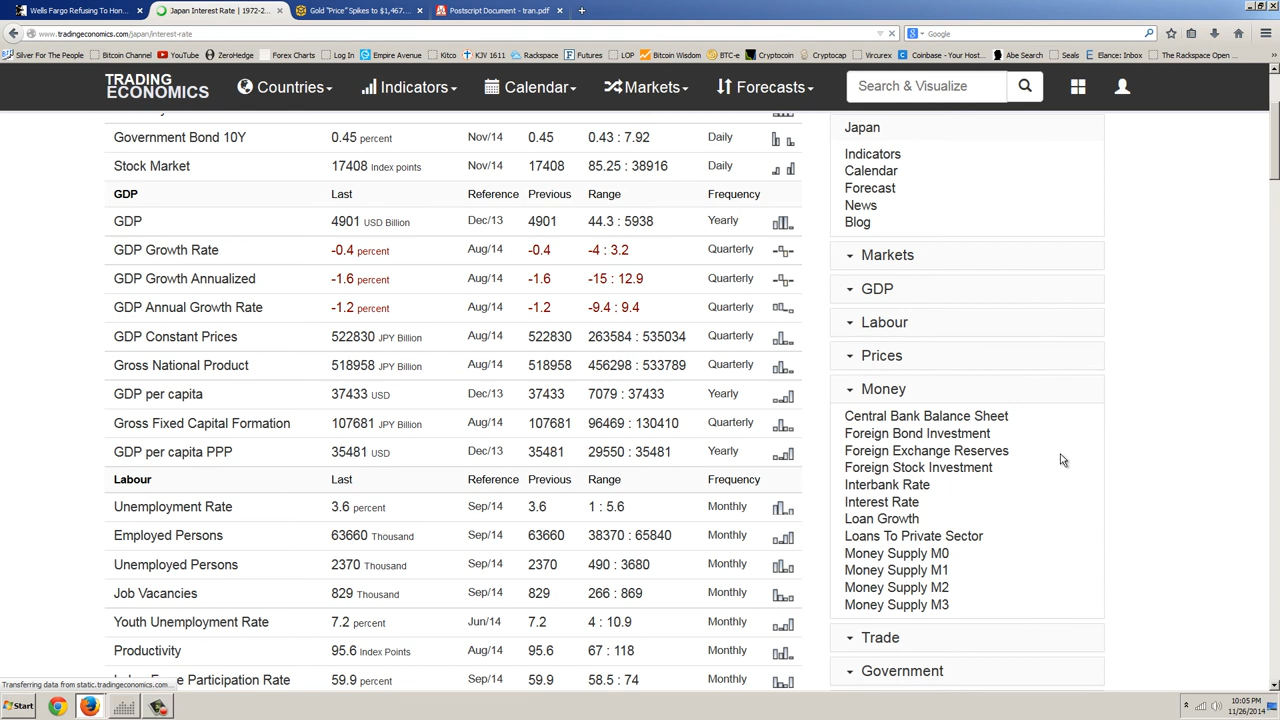 Wells Fargo Refusing To Hon...
Japan Interest Rate | 1972-2...
Gold "Price" Spikes to $1,467...
Postscript Document - tran.pdf
www.tradingeconomics.com/japan/interest-rate
Google
Silver For The People
Dating
YouTube
ZeroHedge
Forex Charts
Log In
Empire Avenue
Kitco
KJV 1611
Rackspace
Futures
LOP
Bitcoin Wisdom
BTC-e
Cryptocoin
Cryptocap
Vircurex
Coinbase - Your Host...
Abe Search
Seals
Elance: Inbox
The Rackspace Open ...
TRADING
ECONOMICS
Countries
Indicators
Calendar
Markets
Forecasts
Search & Visualize
Government Bond 10Y 0.45 percent Nov/14 0.45 0.43 : 7.92 Daily
Stock Market 17408 Index points Nov/14 17408 85.25 : 38916 Daily
GDP Last Reference Previous Range Frequency
GDP 4901 USD Billion Dec/13 4901 44.3 : 5938 Yearly
GDP Growth Rate -0.4 percent Aug/14 -0.4 -4 : 3.2 Quarterly
GDP Growth Annualized -1.6 percent Aug/14 -1.6 -15 : 12.9 Quarterly
GDP Annual Growth Rate -1.2 percent Aug/14 -1.2 -9.4 : 9.4 Quarterly
GDP Constant Prices 522830 JPY Billion Aug/14 522830 263584 : 535034 Quarterly
Gross National Product 518958 JPY Billion Aug/14 518958 456298 : 533789 Quarterly
GDP per capita 37433 USD Dec/13 37433 7079 : 37433 Yearly
Gross Fixed Capital Formation 107681 JPY Billion Aug/14 107681 96469 : 130410 Quarterly
GDP per capita PPP 35481 USD Dec/13 35481 29550 : 35481 Yearly
Labour Last Reference Previous Range Frequency
Unemployment Rate 3.6 percent Sep/14 3.6 1 : 5.6 Monthly
Employed Persons 63660 Thousand Sep/14 63660 38370 : 65840 Monthly
Unemployed Persons 2370 Thousand Sep/14 2370 490 : 3680 Monthly
Job Vacancies 829 Thousand Sep/14 829 266 : 869 Monthly
Youth Unemployment Rate 7.2 percent Jun/14 7.2 4 : 10.9 Monthly
Productivity 95.6 Index Points Aug/14 95.6 67 : 118 Monthly
Rate 59.9 percent Sep/14 59.9 58.5 : 74 Monthly
Japan
Indicators
Calendar
Forecast
News
Blog
Markets
GDP
Labour
Prices
Money
Central Bank Balance Sheet
Foreign Bond Investment
Foreign Exchange Reserves
Foreign Stock Investment
Interbank Rate
Interest Rate
Loan Growth
Loans To Private Sector
Money Supply M0
Money Supply M1
Money Supply M2
Money Supply M3
Trade
Government
Transferring data from static.tradingeconomics.com...
Start
10:05 PM
11/26/2014